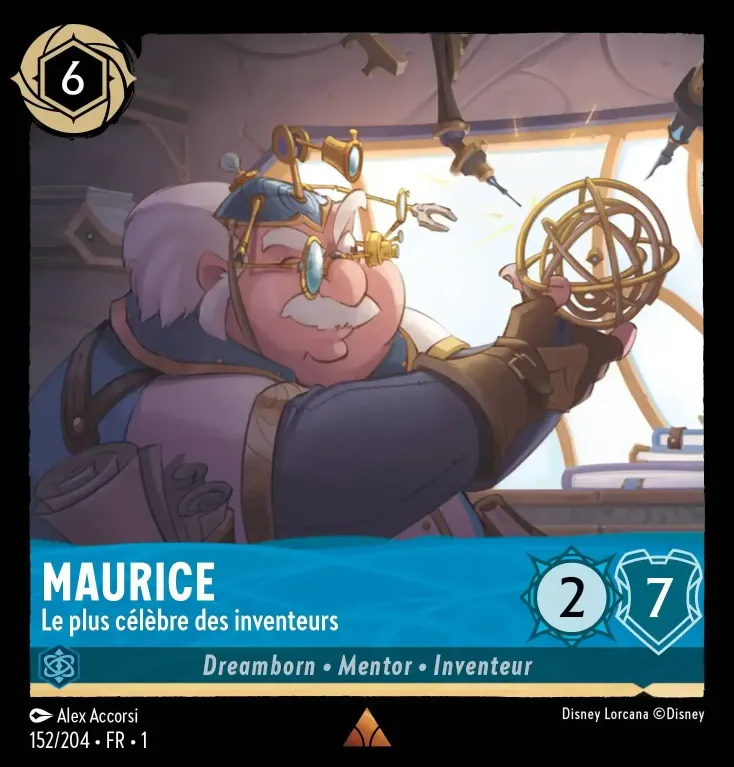 6
MAURICE
Le plus célèbre des inventeurs
2
7
Dreamborn • Mentor • Inventeur
Alex Accorsi
Disney Lorcana ©Disney
152/204 • FR • 1